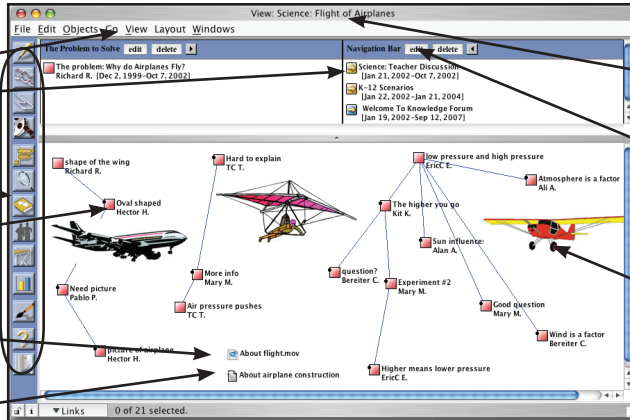 View: Science: Flight of Airplanes
File Edit Objects Go View Layout Windows
The Problem to Solve edit delete
Navigation Bar edit delete
The problem: Why do Airplanes Fly?
Richard R. [Dec 2, 1999-Oct 7, 2002]
Science: Teacher Discussion
[Jan 21, 2002-Oct 7, 2002]
K-12 Scenarios
[Jan 22, 2002-Jan 21, 2004]
Welcome To Knowledge Forum
[Jan 19, 2002-Sep 12, 2007]
shape of the wing
Richard R.
Hard to explain
TC T.
low pressure and high pressure
EricC E.
Atmosphere is a factor
Ali A.
Oval shaped
Hector H.
The higher you go
Kit K.
Sun influence
Alan A.
More info
Mary M.
question?
Bereiter C.
Experiment #2
Mary M.
Need picture
Pablo P.
Air pressure pushes
TC T.
Good question
Mary M.
Wind is a factor
Bereiter C.
picture of airplane
Hector H.
About flight.mov
About airplane construction
Higher means lower pressure
EricC E.
Links
0 of 21 selected.